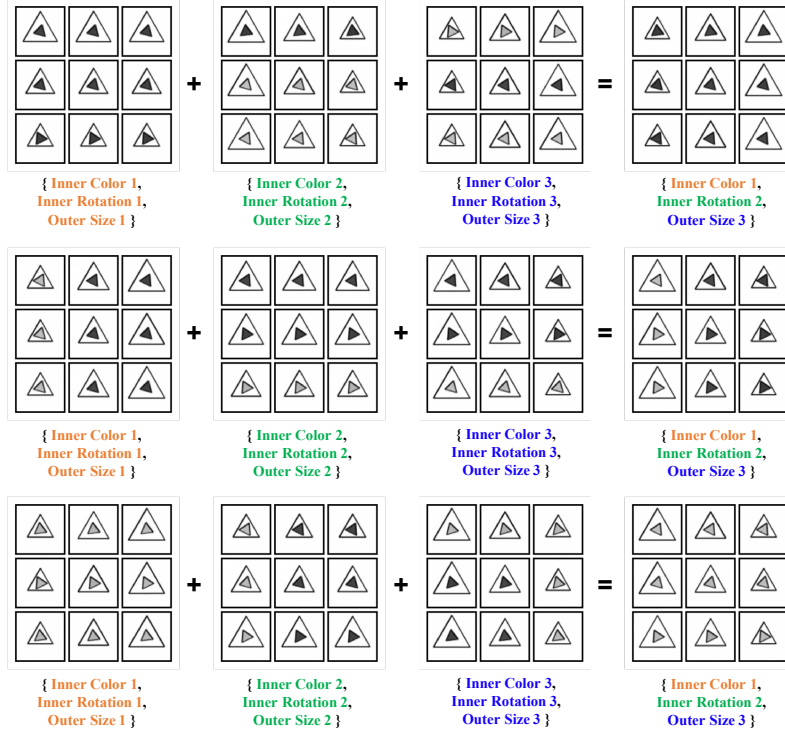 + + =
{ Inner Color 1, { Inner Color 2, { Inner Color 3, { Inner Color 1,
Inner Rotation 1, Inner Rotation 2, Inner Rotation 3, Inner Rotation 2,
Outer Size 1 } Outer Size 2 } Outer Size 3 } Outer Size 3 }
+ + =
{ Inner Color 1, { Inner Color 2, { Inner Color 3, { Inner Color 1,
Inner Rotation 1, Inner Rotation 2, Inner Rotation 3, Inner Rotation 2,
Outer Size 1 } Outer Size 2 } Outer Size 3 } Outer Size 3 }
+ + =
{ Inner Color 1, { Inner Color 2, { Inner Color 3, { Inner Color 1,
Inner Rotation 1, Inner Rotation 2, Inner Rotation 3, Inner Rotation 2,
Outer Size 1 } Outer Size 2 } Outer Size 3 } Outer Size 3 }